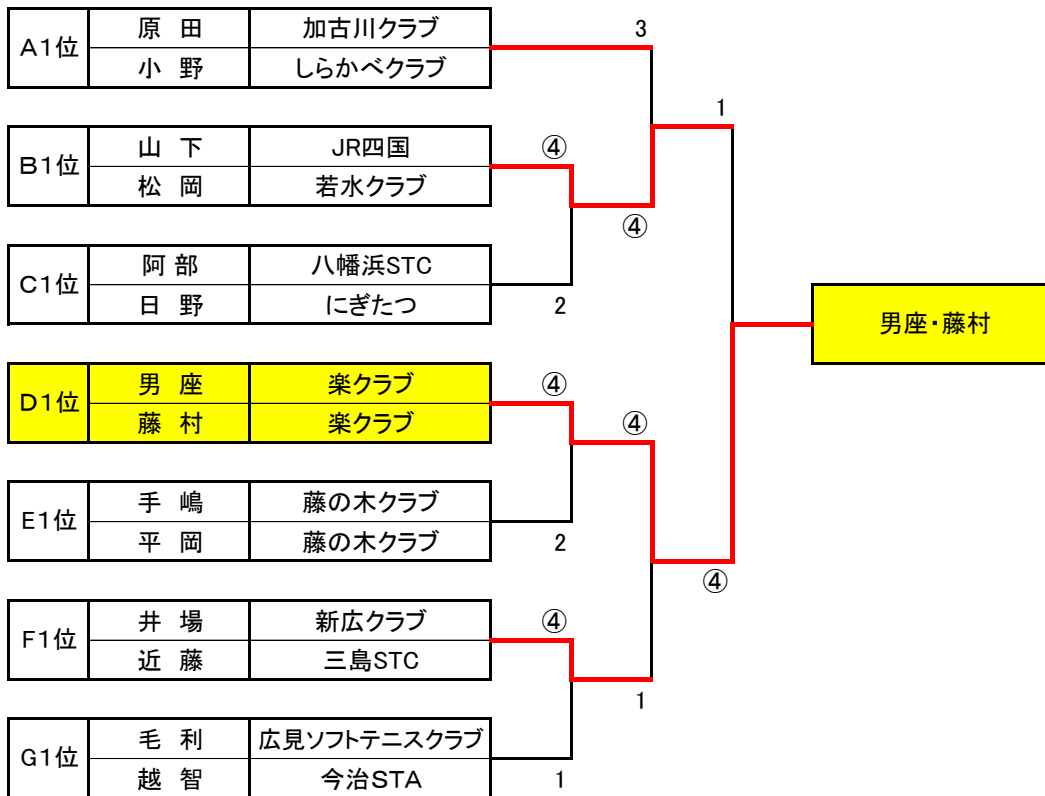 A1位 原 田 加古川クラブ 3
小 野 しらかべクラブ
1
B1位 山 下 JR四国 ④
松 岡 若水クラブ
④
C1位 阿 部 八幡浜STC
日 野 にぎたつ 2
男座・藤村
D1位 男 座 楽クラブ ④
藤 村 楽クラブ ④
E1位 手 嶋 藤の木クラブ
平 岡 藤の木クラブ 2
④
F1位 井 場 新広クラブ ④
近 藤 三島STC
1
G1位 毛 利 広見ソフトテニスクラブ
越 智 今治STA 1